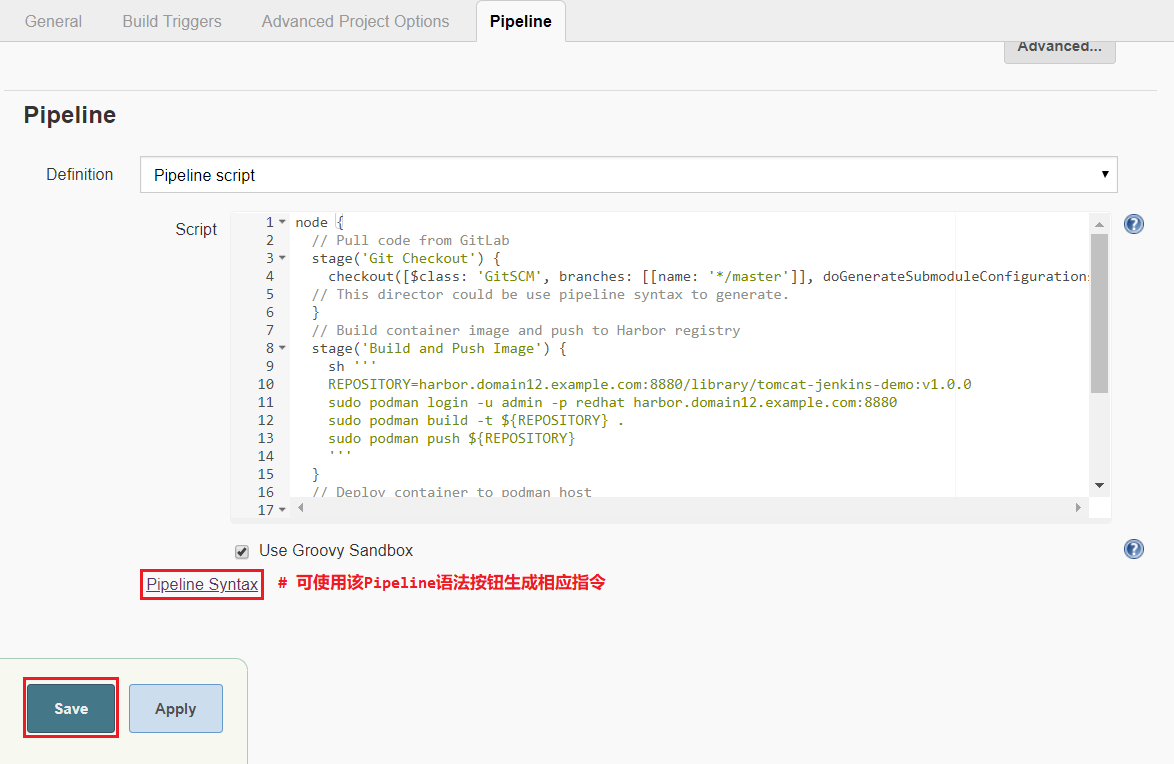 General Build Triggers Advanced Project Options Pipeline
Advanced...
Pipeline
Definition Pipeline script
Script
1 node {
2 // Pull code from GitLab
3 stage('Git Checkout') {
4 checkout([$class: 'GitSCM', branches: [[name: '*/master']], doGenerateSubmoduleConfigurations
5 // This director could be use pipeline syntax to generate.
6 }
7 // Build container image and push to Harbor registry
8 stage('Build and Push Image') {
9 sh '''
10 REPOSITORY=harbor.domain12.example.com:8880/library/tomcat-jenkins-demo:v1.0.0
11 sudo podman login -u admin -p redhat harbor.domain12.example.com:8880
12 sudo podman build -t ${REPOSITORY} .
13 sudo podman push ${REPOSITORY}
14 '''
15 }
16 // Deploy container to podman host
17
Use Groovy Sandbox
Pipeline Syntax # 可使用该Pipeline语法按钮生成相应指令
Save Apply